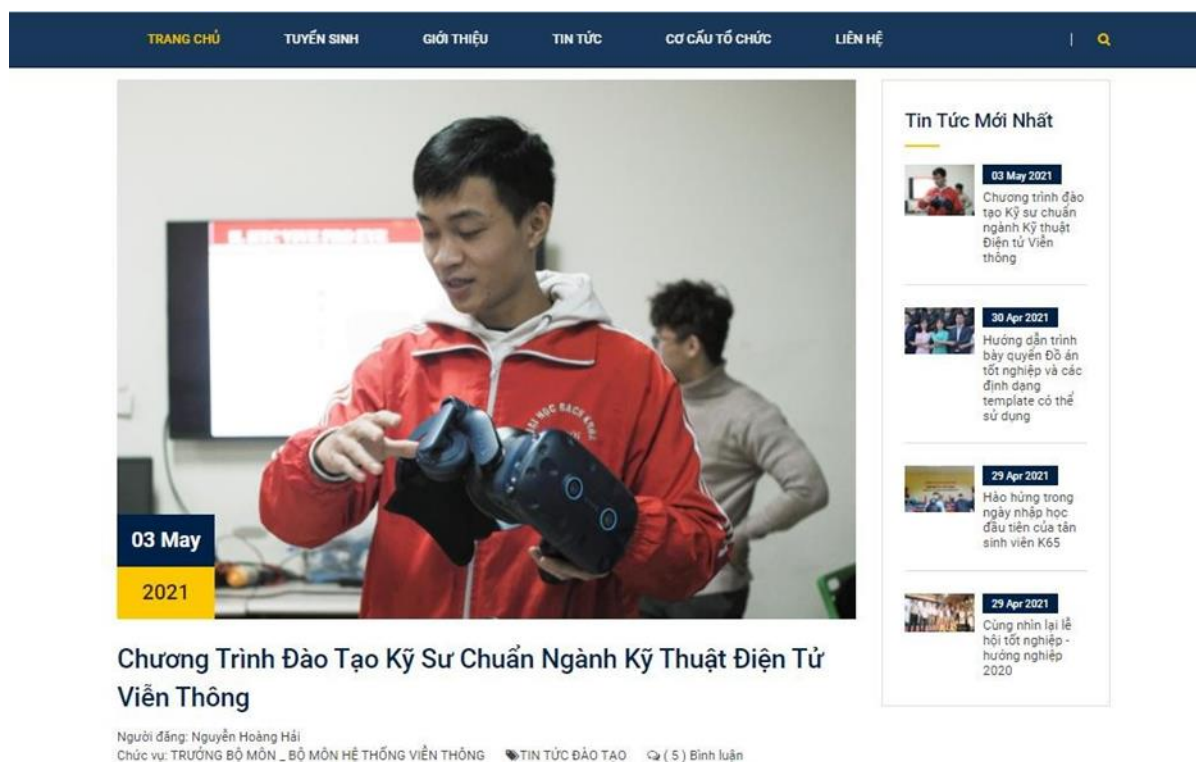 TRANG CHỦ TUYỂN SINH GIỚI THIỆU TIN TỨC CƠ CẤU TỔ CHỨC LIÊN HỆ |
03 May
2021
Chương Trình Đào Tạo Kỹ Sư Chuẩn Ngành Kỹ Thuật Điện Tử
Viễn Thông
Người đăng: Nguyễn Hoàng Hải
Chức vụ: TRƯỞNG BỘ MÔN _ BỘ MÔN HỆ THỐNG VIỄN THÔNG TIN TỨC ĐÀO TẠO ( 5 ) Bình luận
Tin Tức Mới Nhất
03 May 2021
Chương trình đào
tạo Kỹ sư chuẩn
ngành Kỹ thuật
Điện tử Viễn
thông
30 Apr 2021
Hướng dẫn trình
bày quyển Đồ án
tốt nghiệp và các
định dạng
template có thể
sử dụng
29 Apr 2021
Hào hứng trong
ngày nhập học
đầu tiên của tân
sinh viên K65
29 Apr 2021
Cùng nhìn lại lễ
hội tốt nghiệp -
hướng nghiệp
2020